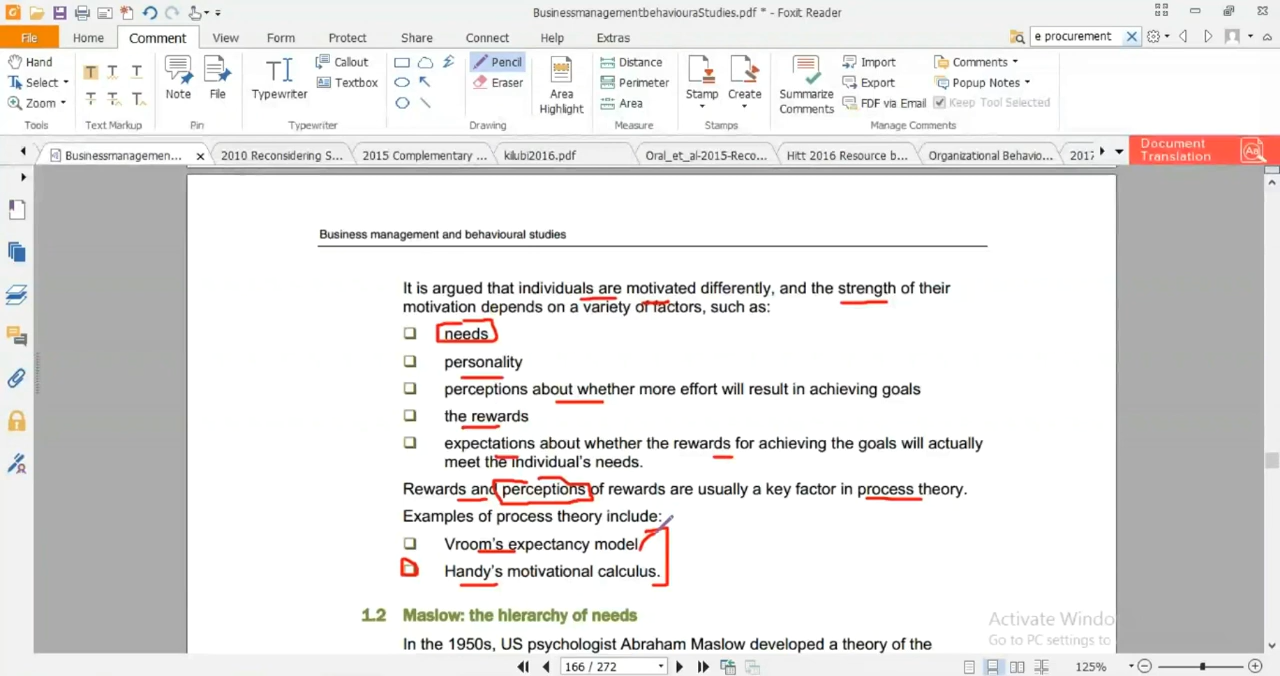 BusinessmanagementbehaviouraStudies.pdf * - Foxit Reader
File Home Comment View Form Protect Share Connect Help Extras e procurement
Hand
Select
Zoom
Tools
T T T
T T T
Text Markup
Note
File
Pin
Typewriter
Callout
Textbox
Typewriter
Pencil
Eraser
Drawing
Area Highlight
Distance
Perimeter
Area
Measure
Stamp
Create
Stamps
Summarize Comments
Import
Export
FDF via Email
Comments
Popup Notes
Keep Tool Selected
Manage Comments
Businessmanagemen... 2010 Reconsidering S... 2015 Complementary ... kilubi2016.pdf Oral_et_al-2015-Reco... Hitt 2016 Resource b... Organizational Behavio... 2017
Document Translation
Business management and behavioural studies
It is argued that individuals are motivated differently, and the strength of their
motivation depends on a variety of factors, such as:
needs
personality
perceptions about whether more effort will result in achieving goals
the rewards
expectations about whether the rewards for achieving the goals will actually
meet the individual's needs.
Rewards and perceptions of rewards are usually a key factor in process theory.
Examples of process theory include:
Vroom's expectancy model
Handy's motivational calculus.
1.2 Maslow: the hierarchy of needs
In the 1950s, US psychologist Abraham Maslow developed a theory of the
Activate Windo
Go to PC settings to
166 / 272
125%